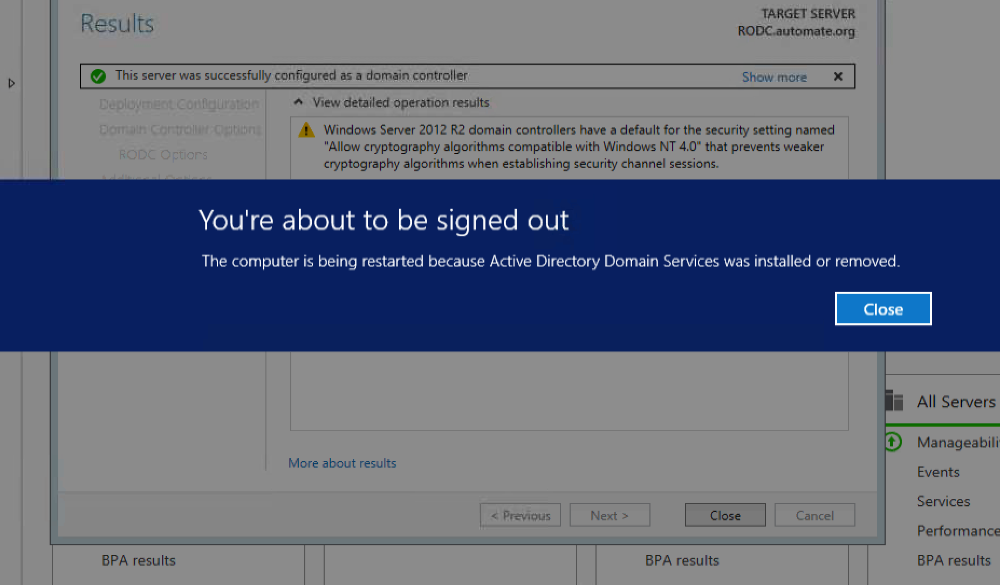 Results
TARGET SERVER
RODC.automate.org
This server was successfully configured as a domain controller
Show more
Deployment Configuration
Domain Controller Options
RODC Options
Additional Options
View detailed operation results
Windows Server 2012 R2 domain controllers have a default for the security setting named
"Allow cryptography algorithms compatible with Windows NT 4.0" that prevents weaker
cryptography algorithms when establishing security channel sessions.
You're about to be signed out
The computer is being restarted because Active Directory Domain Services was installed or removed.
Close
More about results
< Previous
Next >
Close
Cancel
All Servers
Manageabili
Events
Services
Performance
BPA results
BPA results
BPA results